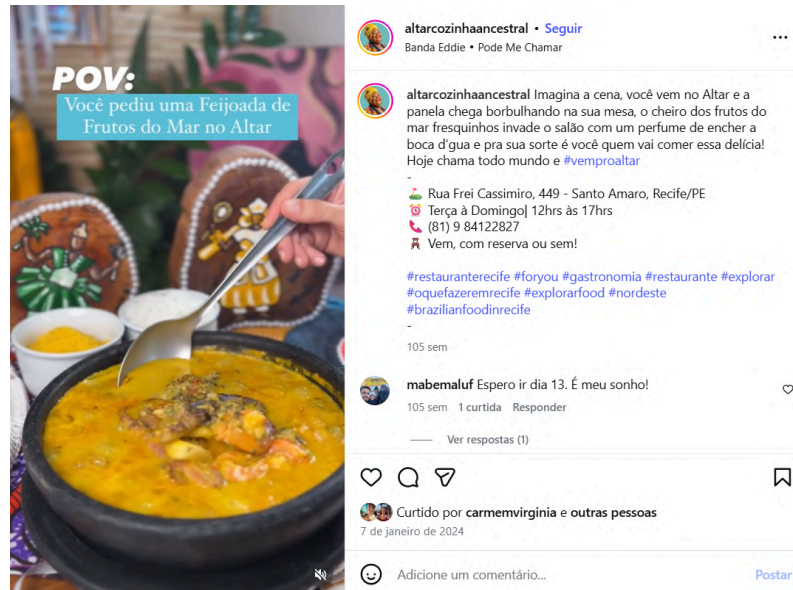 POV:
Você pediu uma Feijoada de
Frutos do Mar no Altar
altarcozinhaancestral • Seguir
Banda Eddie • Pode Me Chamar
altarcozinhaancestral Imagina a cena, você vem no Altar e a
panela chega borbulhando na sua mesa, o cheiro dos frutos do
mar fresquinhos invade o salão com um perfume de encher a
boca d’gua e pra sua sorte é você quem vai comer essa delícia!
Hoje chama todo mundo e #vemproaltar
-
Rua Frei Cassimiro, 449 - Santo Amaro, Recife/PE
Terça à Domingo| 12hrs às 17hrs
(81) 9 84122827
Vem, com reserva ou sem!
#restauranterecife #foryou #gastronomia #restaurante #explorar
#oquefazeremrecife #explorarfood #nordeste
#brazilianfoodinrecife
-
105 sem
mabemaluf Espero ir dia 13. É meu sonho!
105 sem 1 curtida Responder
Ver respostas (1)
Curtido por carmemvirginia e outras pessoas
7 de janeiro de 2024
Adicione um comentário...
Postar